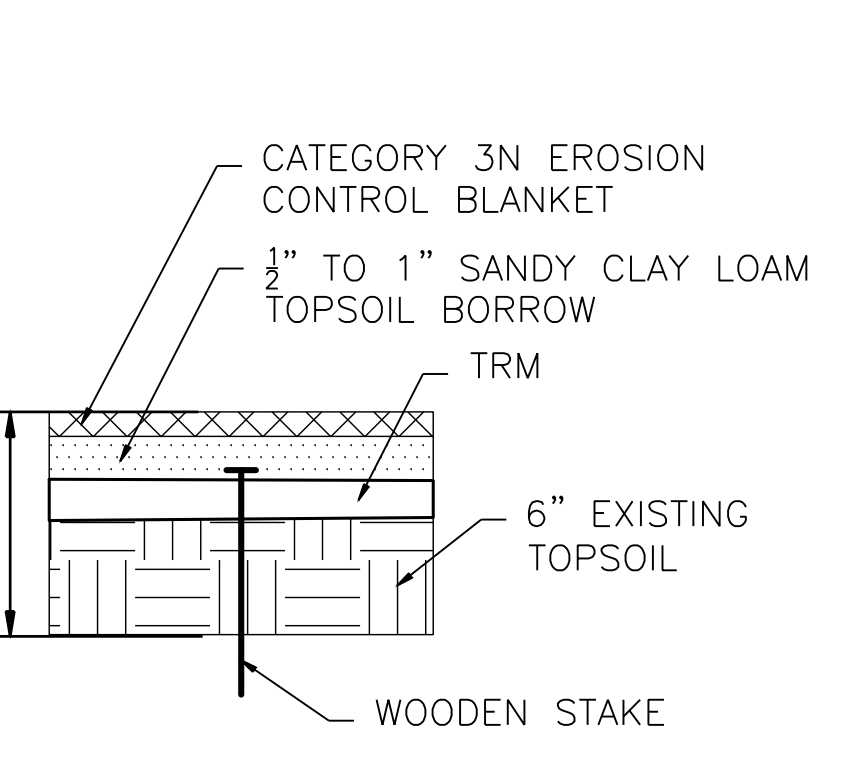 CATEGORY 3N EROSION
CONTROL BLANKET
½” TO 1” SANDY CLAY LOAM
TOPSOIL BORROW
TRM
6” EXISTING
TOPSOIL
WOODEN STAKE